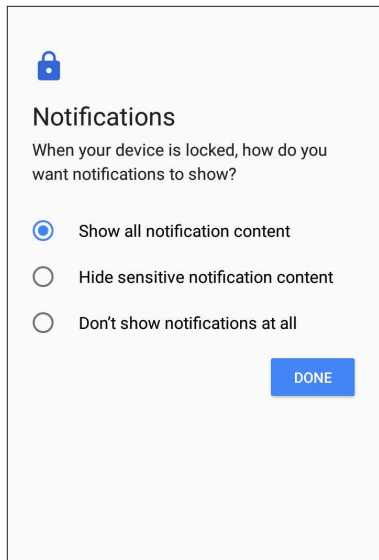 Notifications
When your device is locked, how do you
want notifications to show?
Show all notification content
Hide sensitive notification content
Don’t show notifications at all
DONE